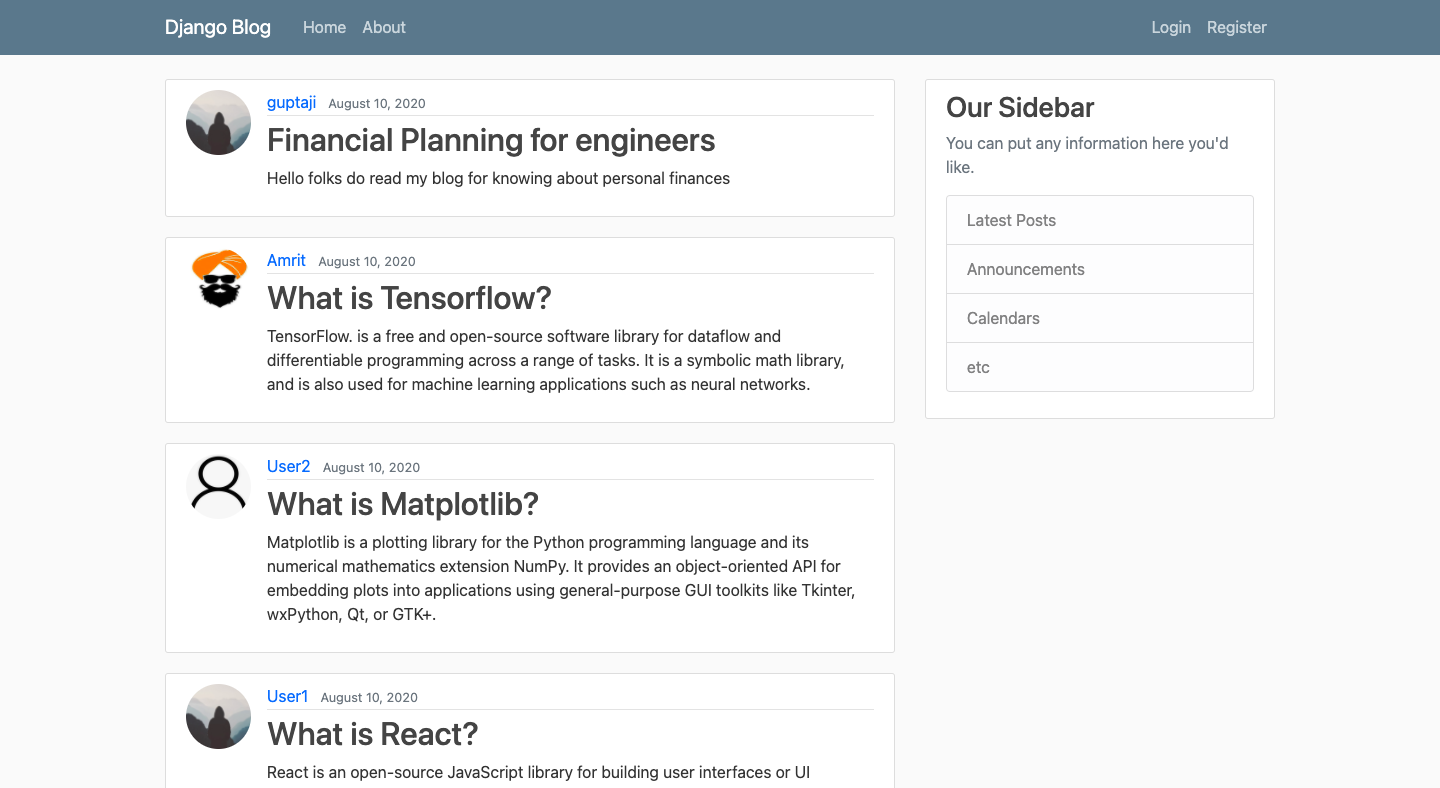 Django Blog Home About Login Register
guptaji August 10, 2020
Financial Planning for engineers
Hello folks do read my blog for knowing about personal finances
Amrit August 10, 2020
What is Tensorflow?
TensorFlow. is a free and open-source software library for dataflow and
differentiable programming across a range of tasks. It is a symbolic math library,
and is also used for machine learning applications such as neural networks.
User2 August 10, 2020
What is Matplotlib?
Matplotlib is a plotting library for the Python programming language and its
numerical mathematics extension NumPy. It provides an object-oriented API for
embedding plots into applications using general-purpose GUI toolkits like Tkinter,
wxPython, Qt, or GTK+.
User1 August 10, 2020
What is React?
React is an open-source JavaScript library for building user interfaces or UI
Our Sidebar
You can put any information here you'd
like.
Latest Posts
Announcements
Calendars
etc